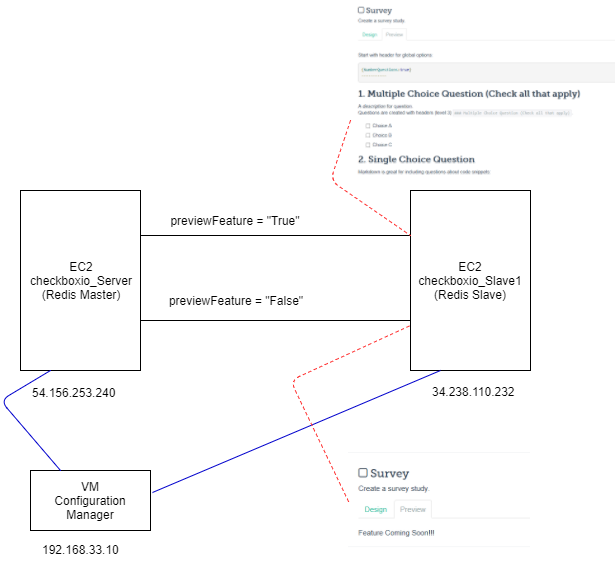 Survey
Create a survey study.
Design Preview
Start with header for global options.
1. Multiple Choice Question (Check all that apply)
A description for question.
Questions are created with headers (level 2).
Choice A
Choice B
Choice C
2. Single Choice Question
Markdown is great for including questions about code snippets.
previewFeature = "True"
EC2
checkboxio_Server
(Redis Master)
EC2
checkboxio_Slave1
(Redis Slave)
previewFeature = "False"
54.156.253.240
34.238.110.232
VM
Configuration
Manager
192.168.33.10
Survey
Create a survey study
Design Preview
Feature Coming Soon!!!